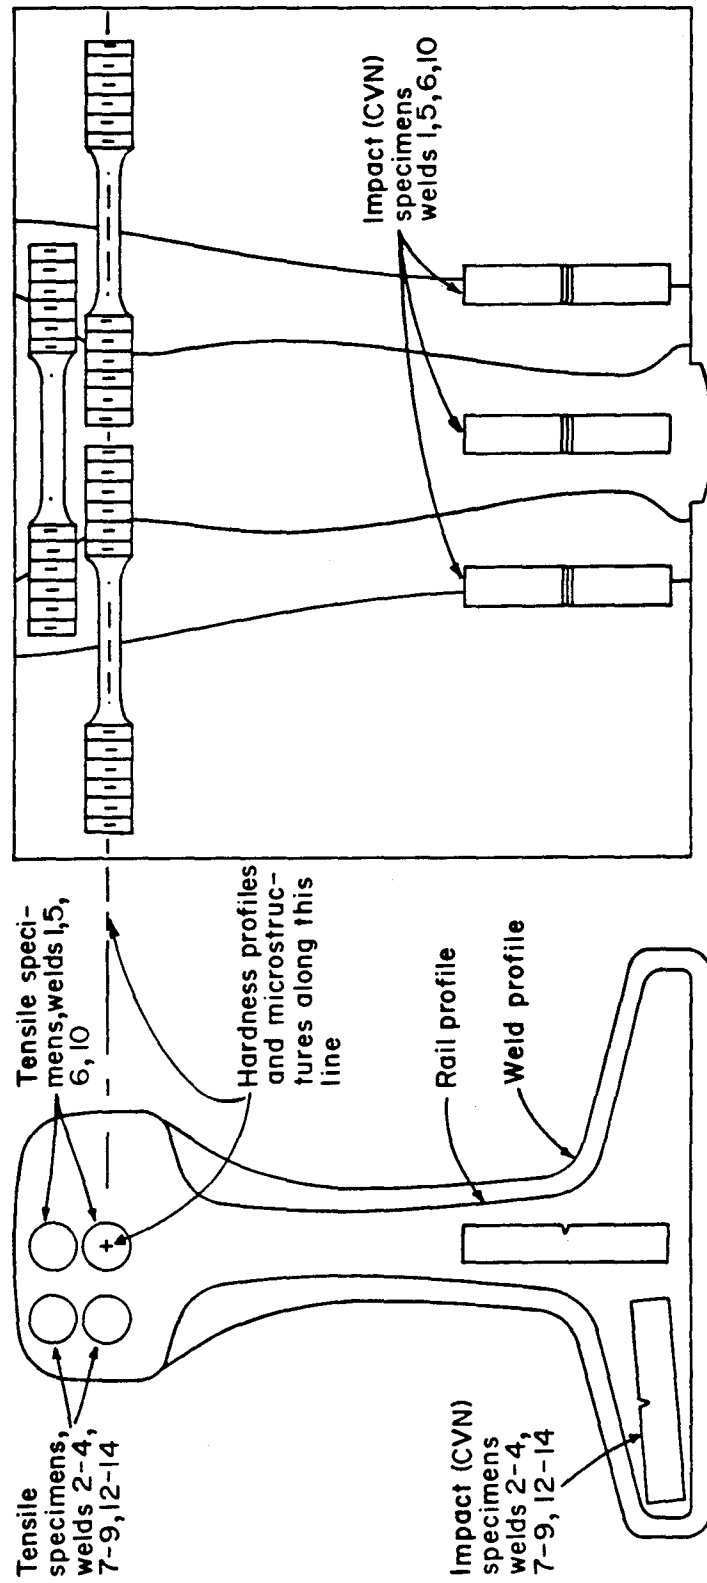 Tensile
specimens,
welds 2-4,
7-9, 12-14
Tensile speci-
mens, welds 1,5,
6,10
Hardness profiles
and microstruc-
tures along this
line
Rail profile
Weld profile
Impact (CVN)
specimens
welds 2-4,
7-9, 12-14
Impact (CVN)
specimens
welds 1,5,6,10